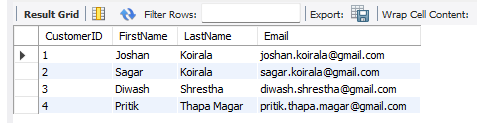 Result Grid Filter Rows: Export: Wrap Cell Content:
CustomerID FirstName LastName Email
1 Joshan Koirala joshan.koirala@gmail.com
2 Sagar Koirala sagar.koirala@gmail.com
3 Diwash Shrestha diwash.shrestha@gmail.com
4 Pritik Thapa Magar pritik.thapa.magar@gmail.com